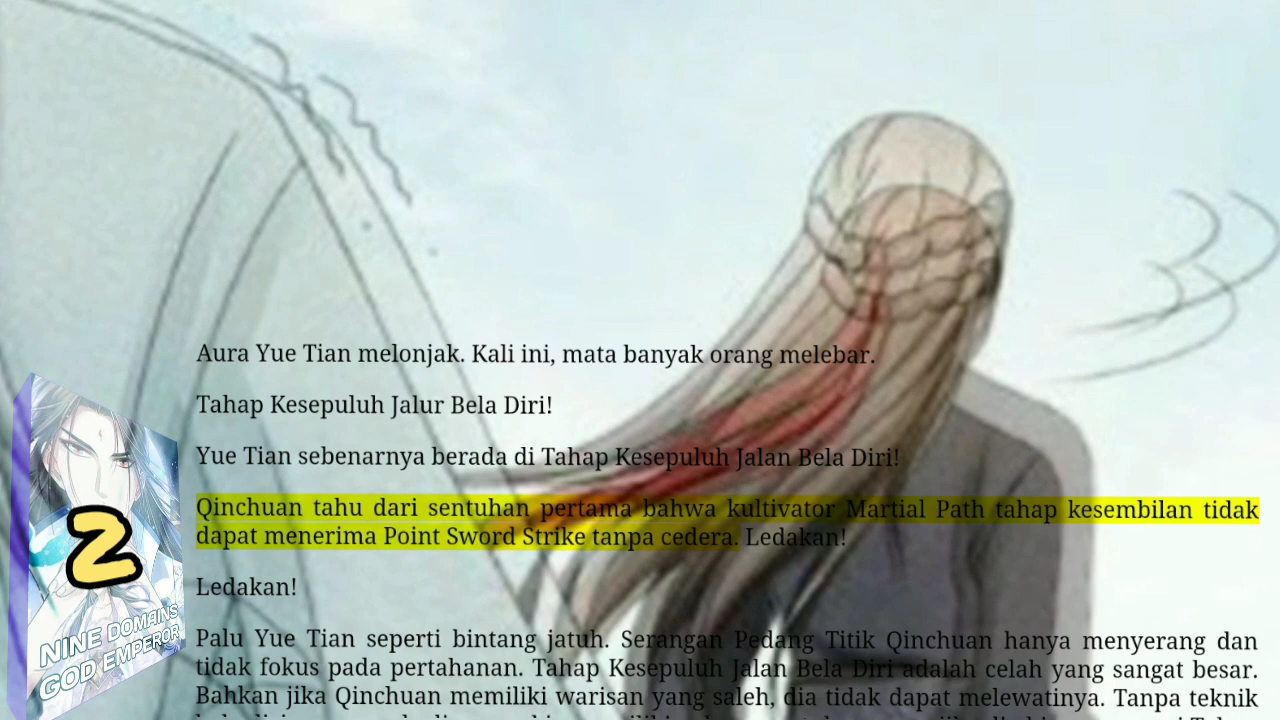 Aura Yue Tian melonjak. Kali ini, mata banyak orang melebar.
Tahap Kesepuluh Jalur Bela Diri!
Yue Tian sebenarnya berada di Tahap Kesepuluh Jalan Bela Diri!
Qinchuan tahu dari sentuhan pertama bahwa kultivator Martial Path tahap kesembilan tidak
dapat menerima Point Sword Strike tanpa cedera. Ledakan!
Ledakan!
Palu Yue Tian seperti bintang jatuh. Serangan Pedang Titik Qinchuan hanya menyerang dan
tidak fokus pada pertahanan. Tahap Kesepuluh Jalan Bela Diri adalah celah yang sangat besar.
Bahkan jika Qinchuan memiliki warisan yang saleh, dia tidak dapat melewatinya. Tanpa teknik
2
NINE DOMAINS
GOD EMPEROR